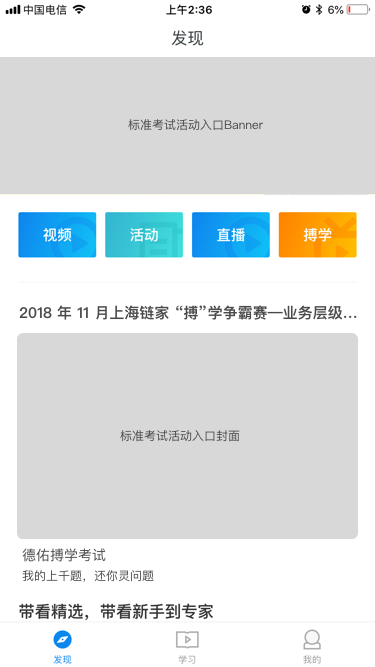 中国电信
上午2:36
6%
发现
标准考试活动入口Banner
视频
活动
直播
搏学
2018 年 11 月上海链家 “搏”学争霸赛—业务层级...
标准考试活动入口封面
德佑搏学考试
我的上千题，还你灵问题
带看精选，带看新手到专家
发现
学习
我的